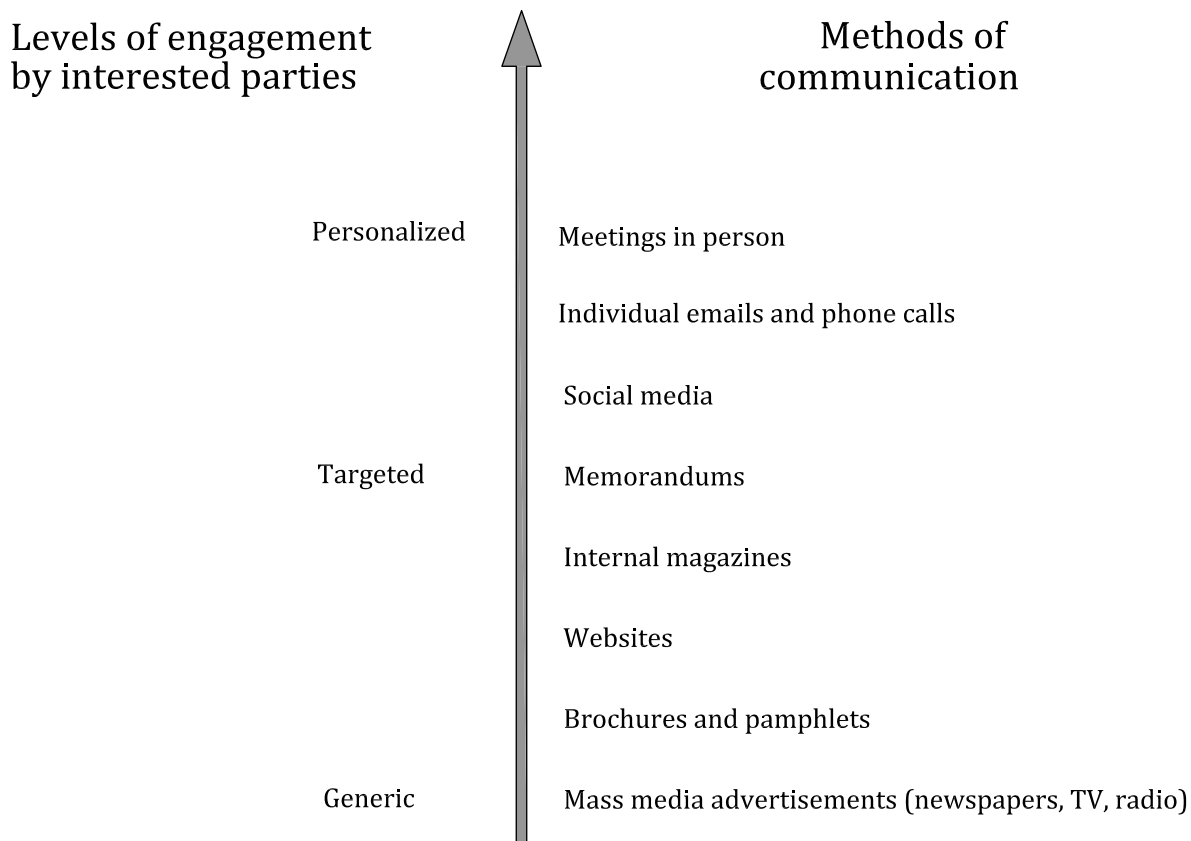 Levels of engagement
by interested parties
Methods of
communication
Personalized
Meetings in person
Individual emails and phone calls
Social media
Targeted
Memorandums
Internal magazines
Websites
Brochures and pamphlets
Generic
Mass media advertisements (newspapers, TV, radio)